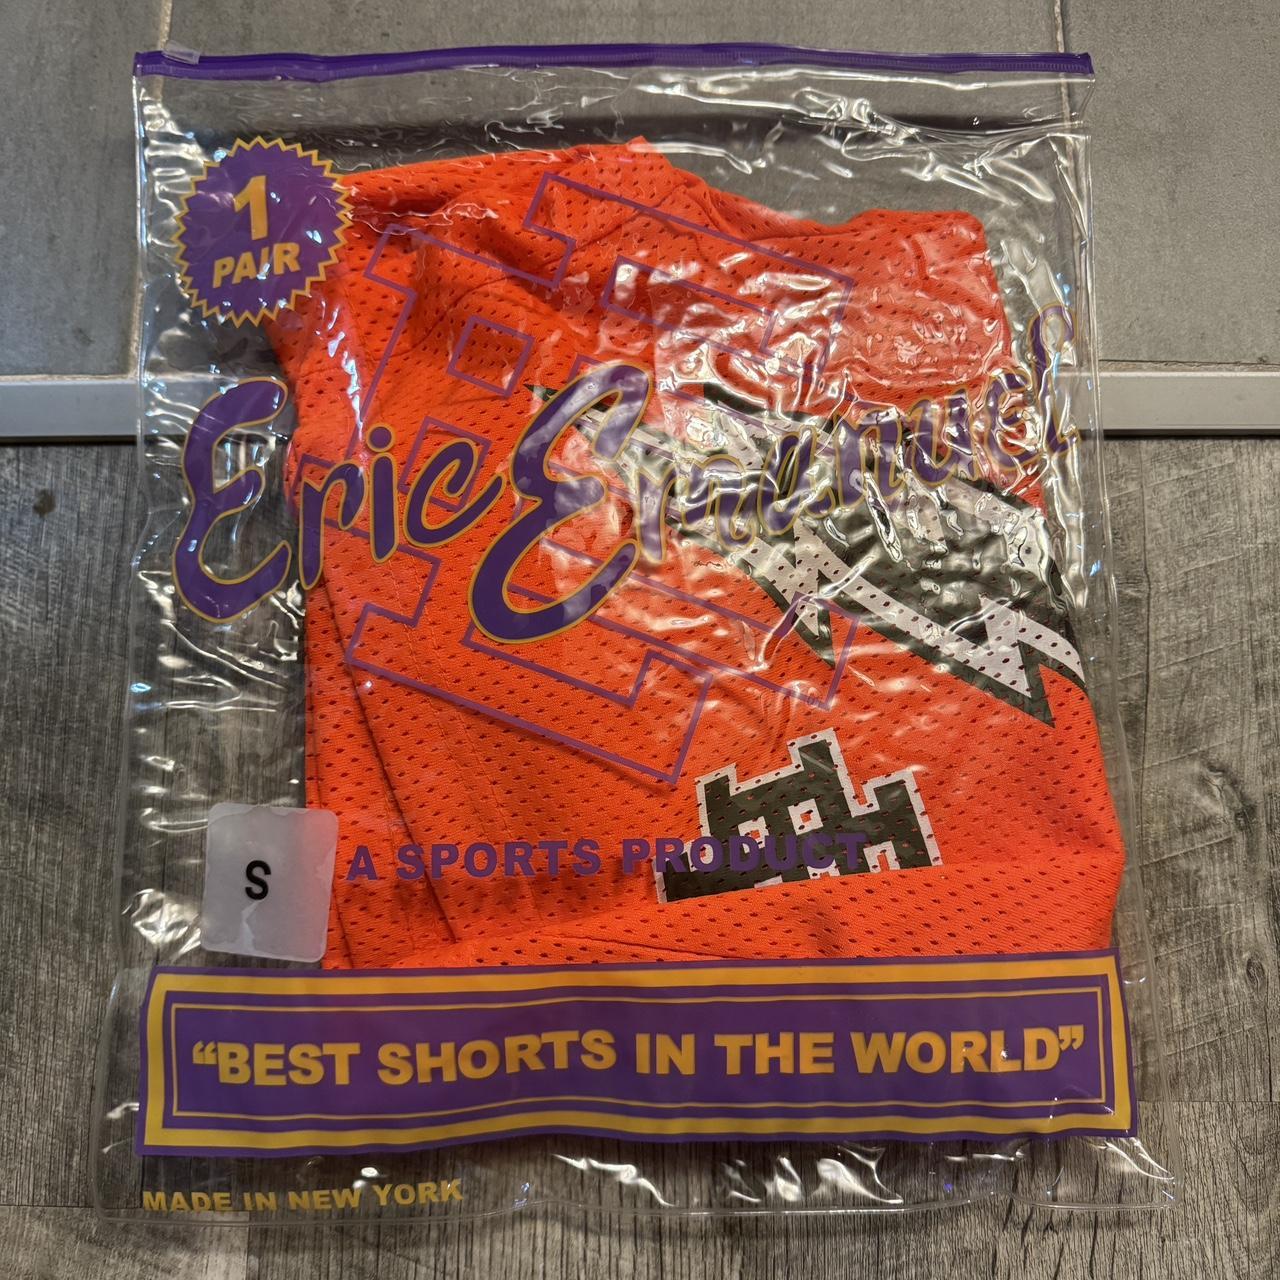 1
PAIR
Eric Emanuel
A SPORTS PRODUCT
S
“BEST SHORTS IN THE WORLD”
MADE IN NEW YORK